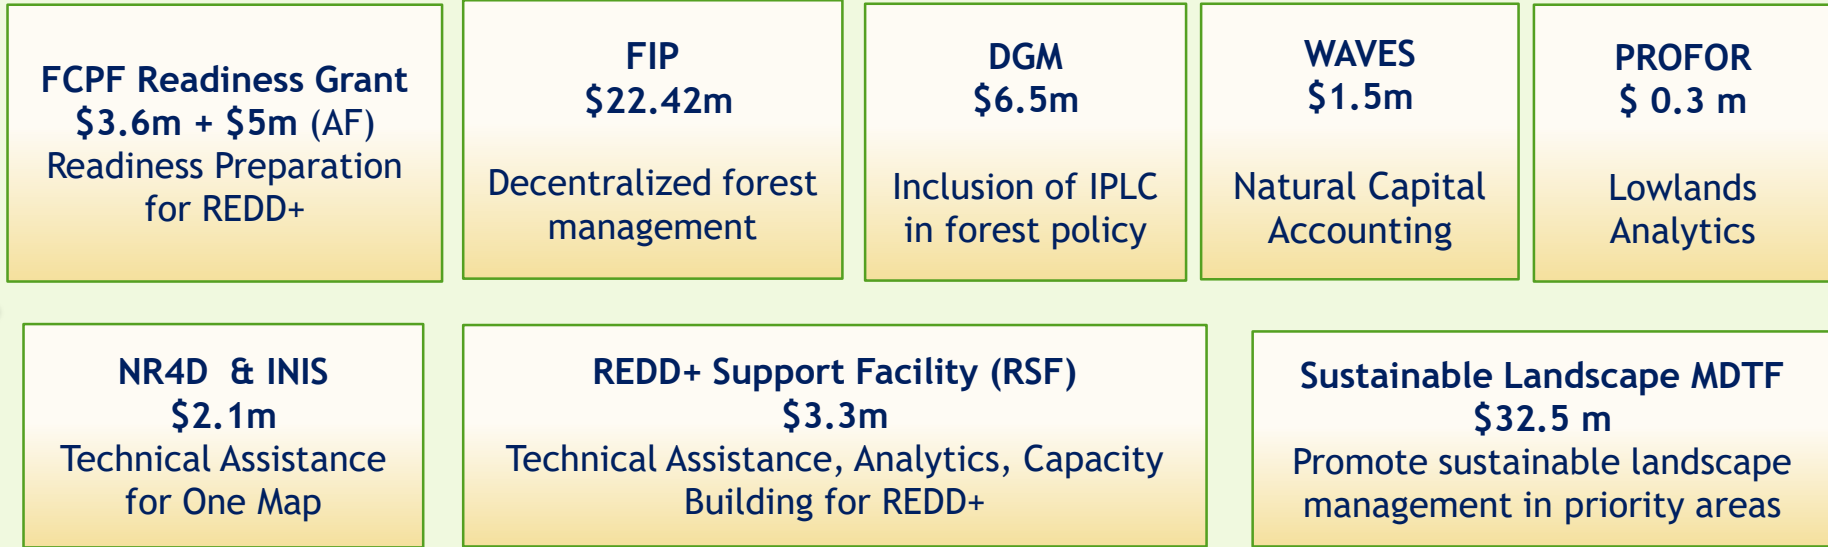 FCPF Readiness Grant
$3.6m + $5m (AF)
Readiness Preparation
for REDD+
FIP
$22.42m
Decentralized forest
management
DGM
$6.5m
Inclusion of IPLC
in forest policy
WAVES
$1.5m
Natural Capital
Accounting
PROFOR
$ 0.3 m
Lowlands
Analytics
NR4D & INIS
$2.1m
Technical Assistance
for One Map
REDD+ Support Facility (RSF)
$3.3m
Technical Assistance, Analytics, Capacity
Building for REDD+
Sustainable Landscape MDTF
$32.5 m
Promote sustainable landscape
management in priority areas